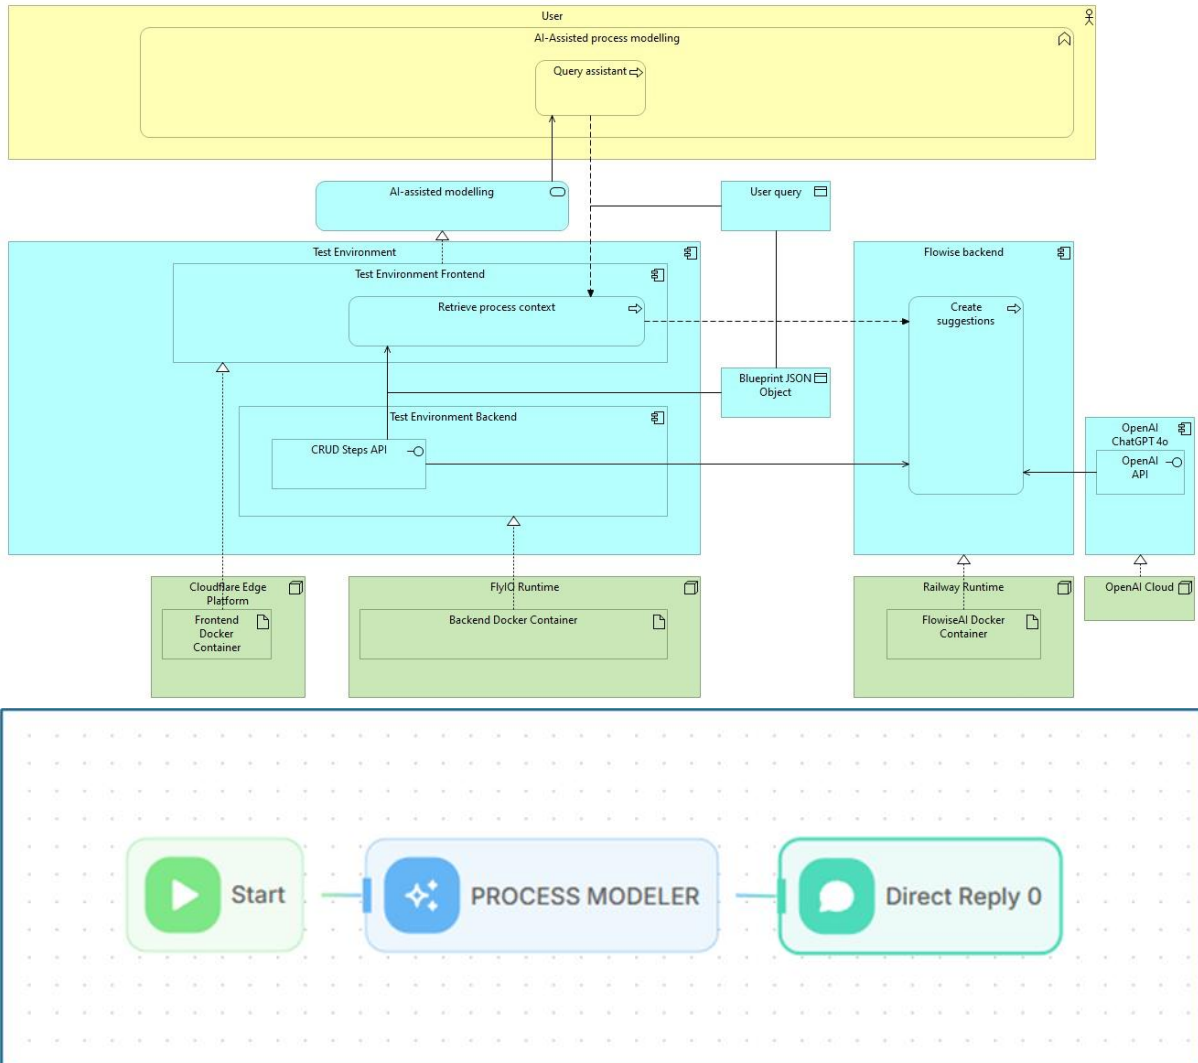 User
AI-Assisted process modelling
Query assistant
AI-assisted modelling
User query
Test Environment
Flowise backend
Test Environment Frontend
Retrieve process context
Create
suggestions
Blueprint JSON
Object
Test Environment Backend
CRUD Steps API
OpenAI
ChatGPT 4o
OpenAI
API
Cloudflare Edge
Platform
Frontend
Docker
Container
FlyIO Runtime
Backend Docker Container
Railway Runtime
FlowiseAI Docker
Container
OpenAI Cloud
Start
PROCESS MODELER
Direct Reply 0